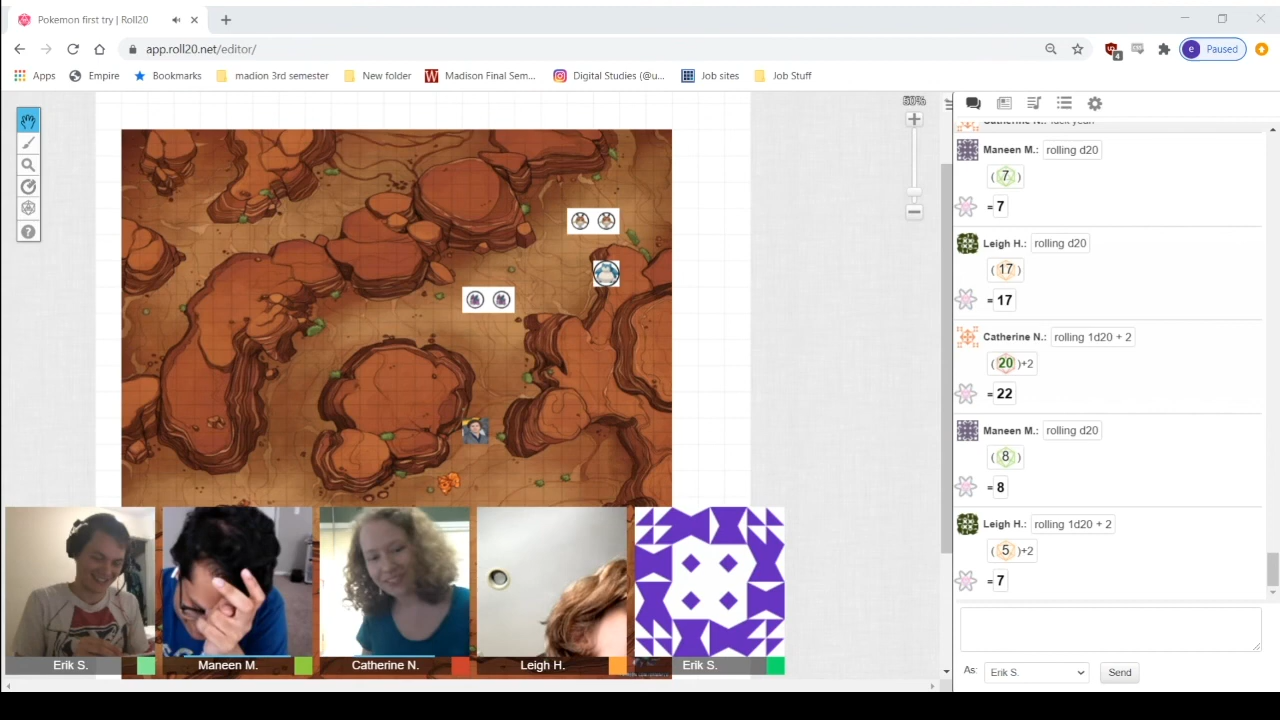 Pokemon first try | Roll20
app.roll20.net/editor/
4
e Paused
Apps Empire Bookmarks madion 3rd semester New folder Madison Final Sem... Digital Studies (@u... Job sites Job Stuff
60%
Maneen M.: rolling d20
(7)
= 7
Leigh H.: rolling d20
(17)
= 17
Catherine N.: rolling 1d20 + 2
(20)+2
= 22
Maneen M.: rolling d20
(8)
= 8
Leigh H.: rolling 1d20 + 2
(5)+2
= 7
Erik S. Maneen M. Catherine N. Leigh H. Erik S.
As: Erik S. Send